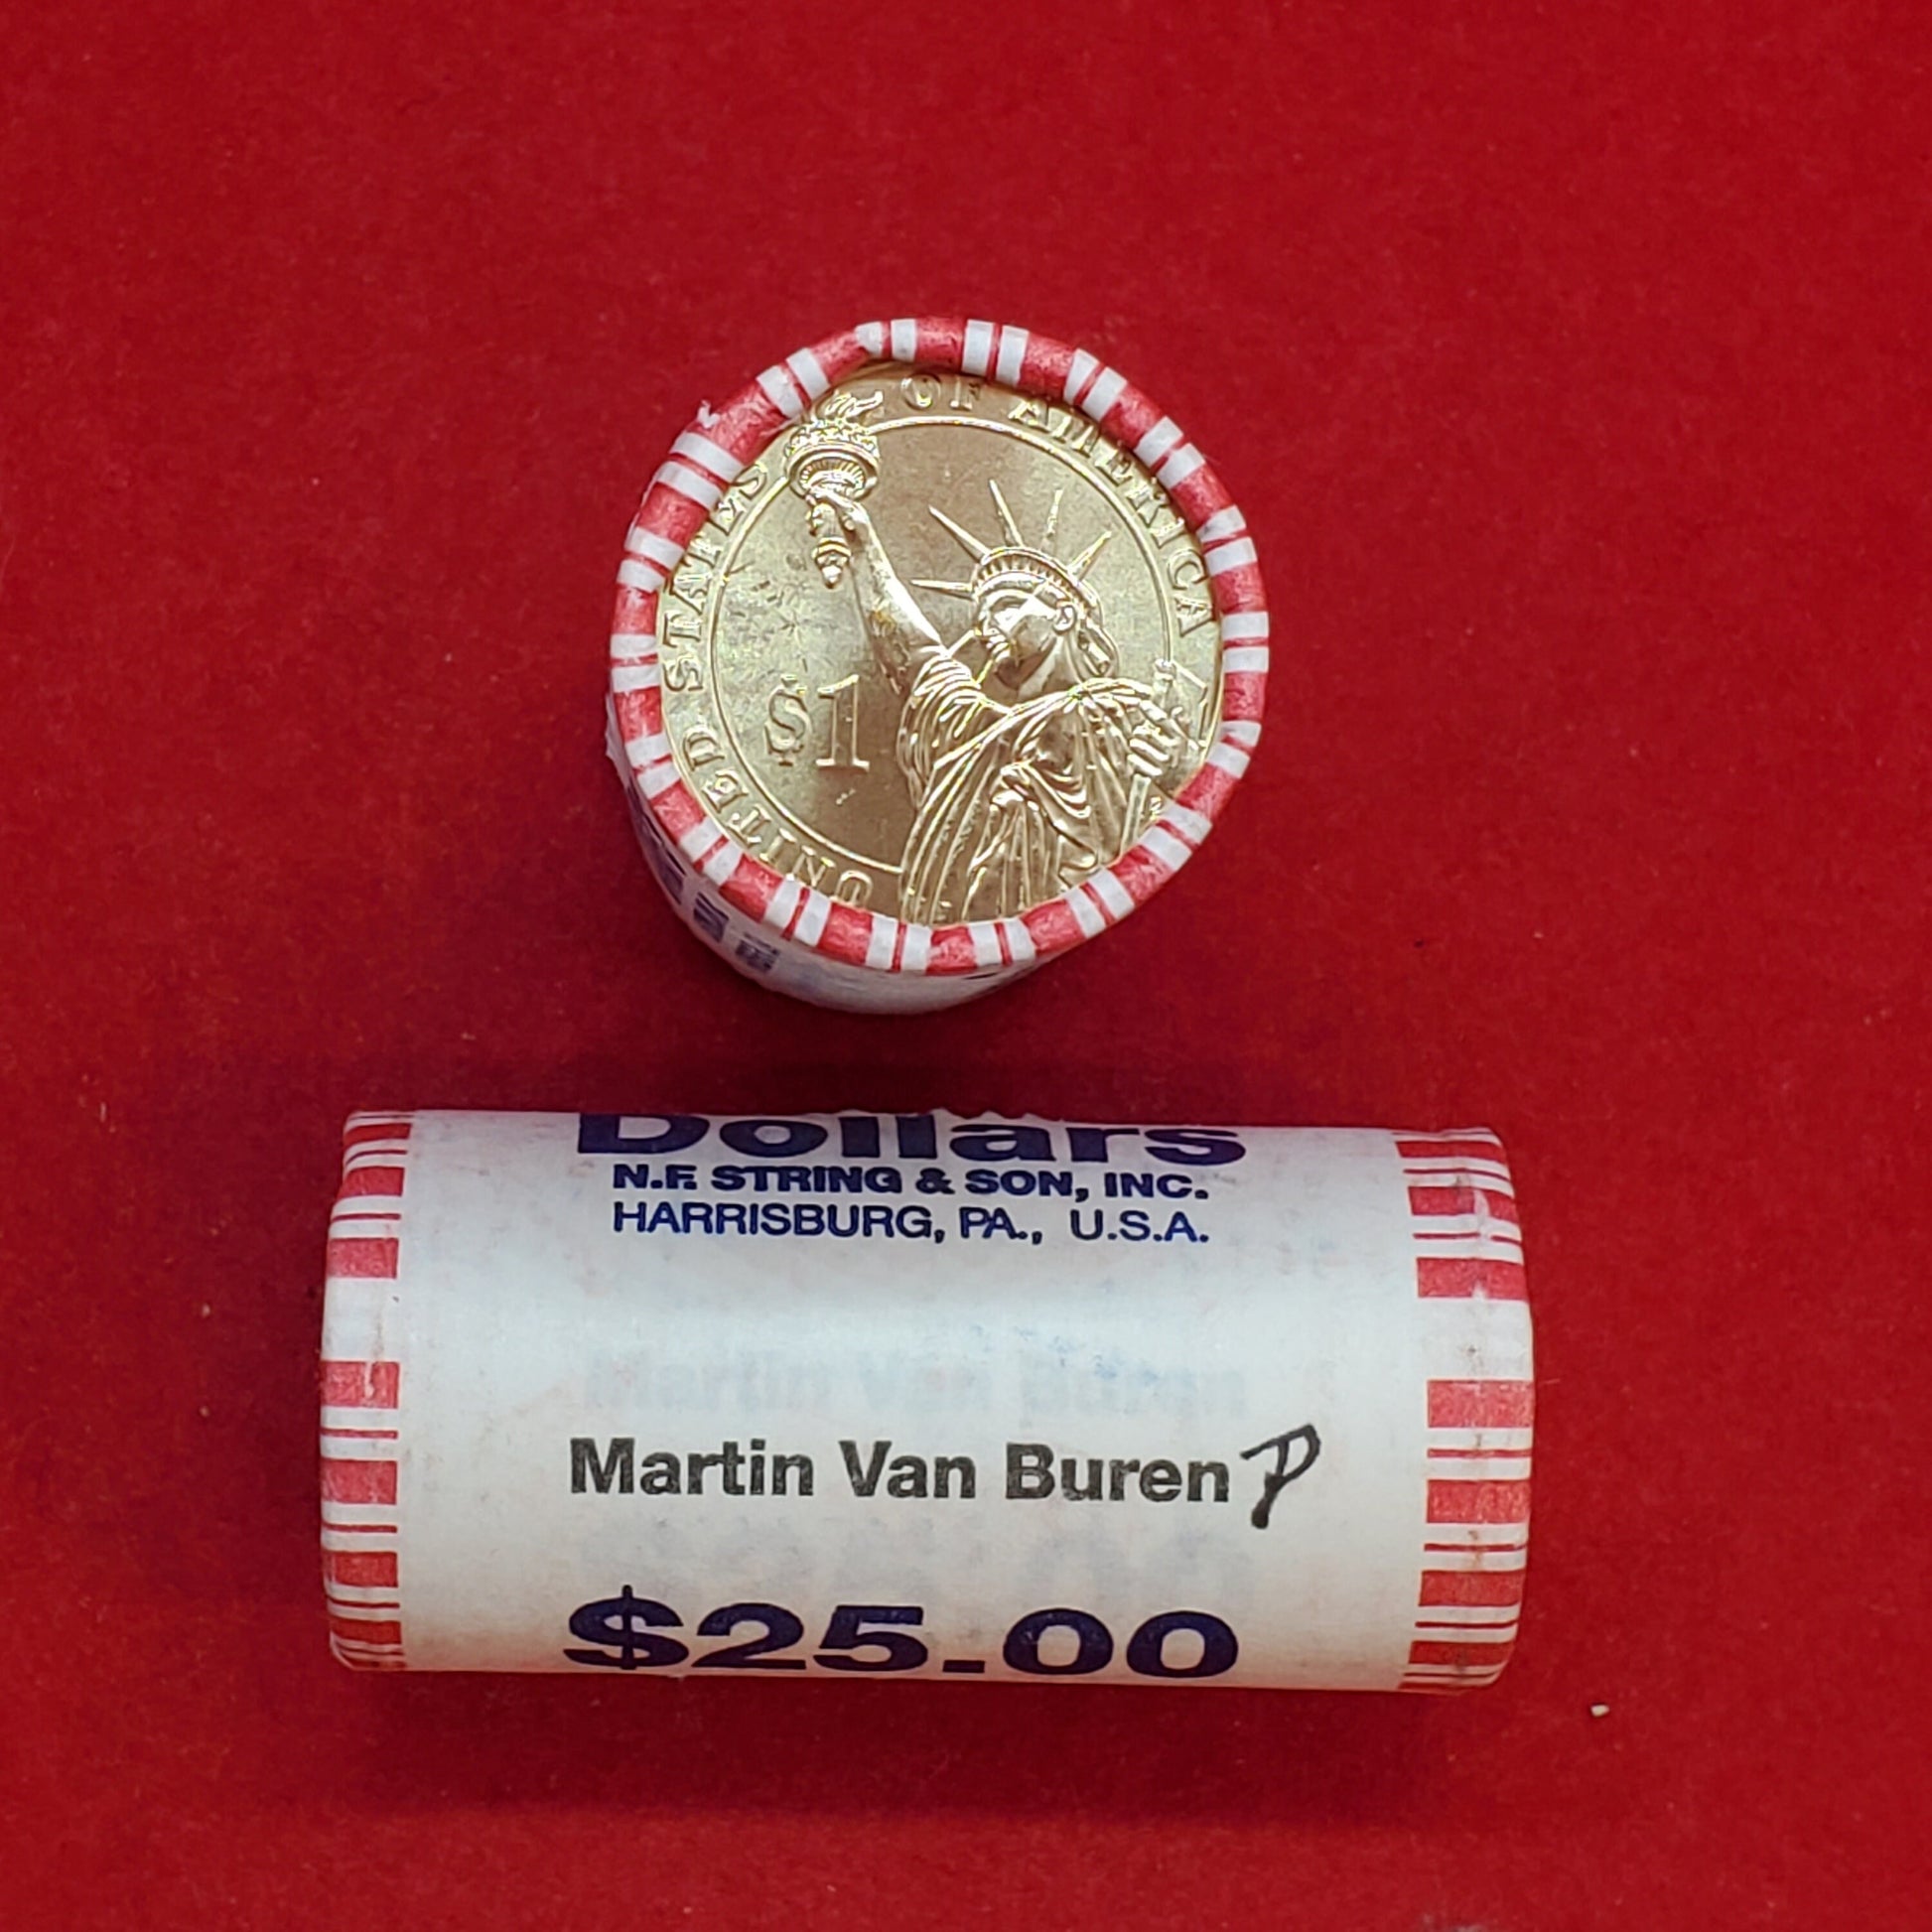 UNITED STATES OF AMERICA
$1
Dollars
N.F. STRING & SON, INC.
HARRISBURG, PA., U.S.A.
Martin Van Buren P
$25.00